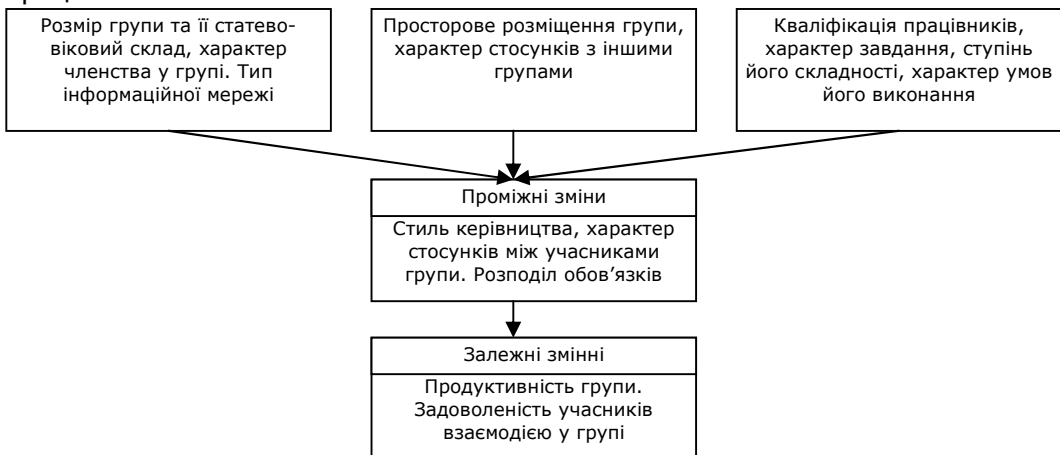 Розмір групи та її статево-
віковий склад, характер
членства у групі. Тип
інформаційної мережі
Просторове розміщення групи,
характер стосунків з іншими
групами
Кваліфікація працівників,
характер завдання, ступінь
його складності, характер умов
його виконання
Проміжні зміни
Стиль керівництва, характер
стосунків між учасниками
групи. Розподіл обов’язків
Залежні змінні
Продуктивність групи.
Задоволеність учасників
взаємодією у групі